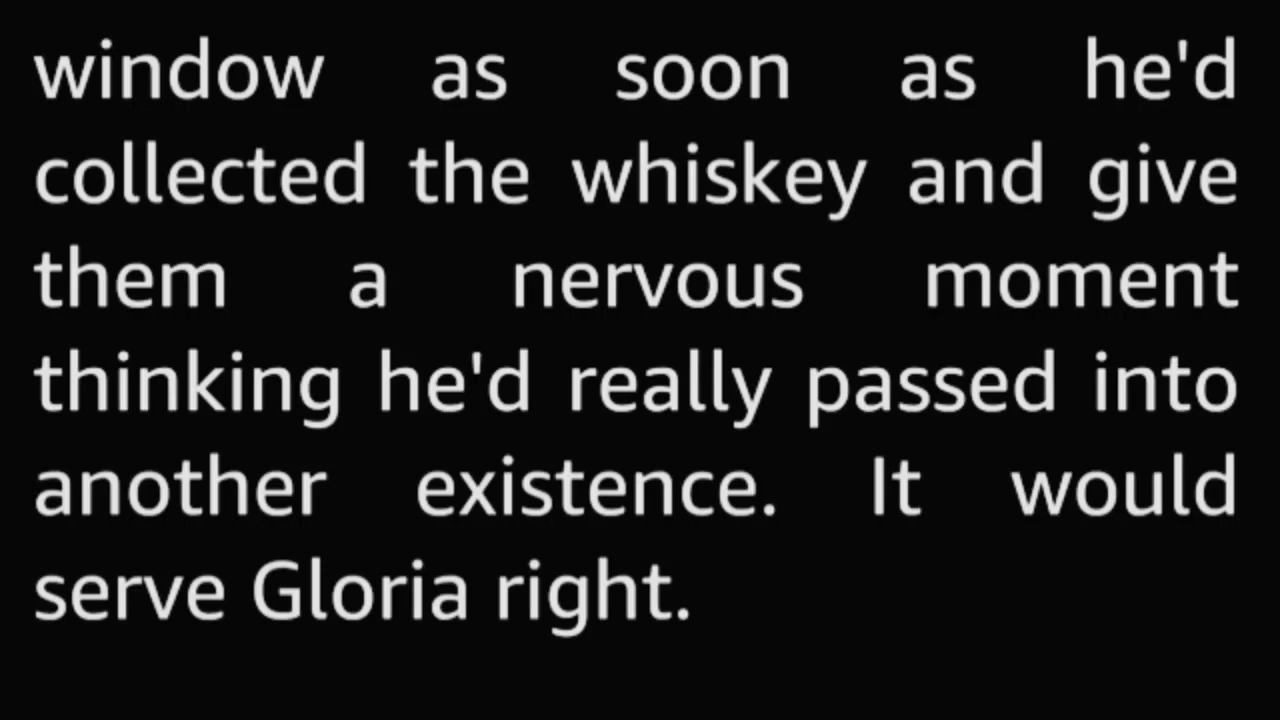 window as soon as he'd
collected the whiskey and give
them a nervous moment
thinking he'd really passed into
another existence. It would
serve Gloria right.